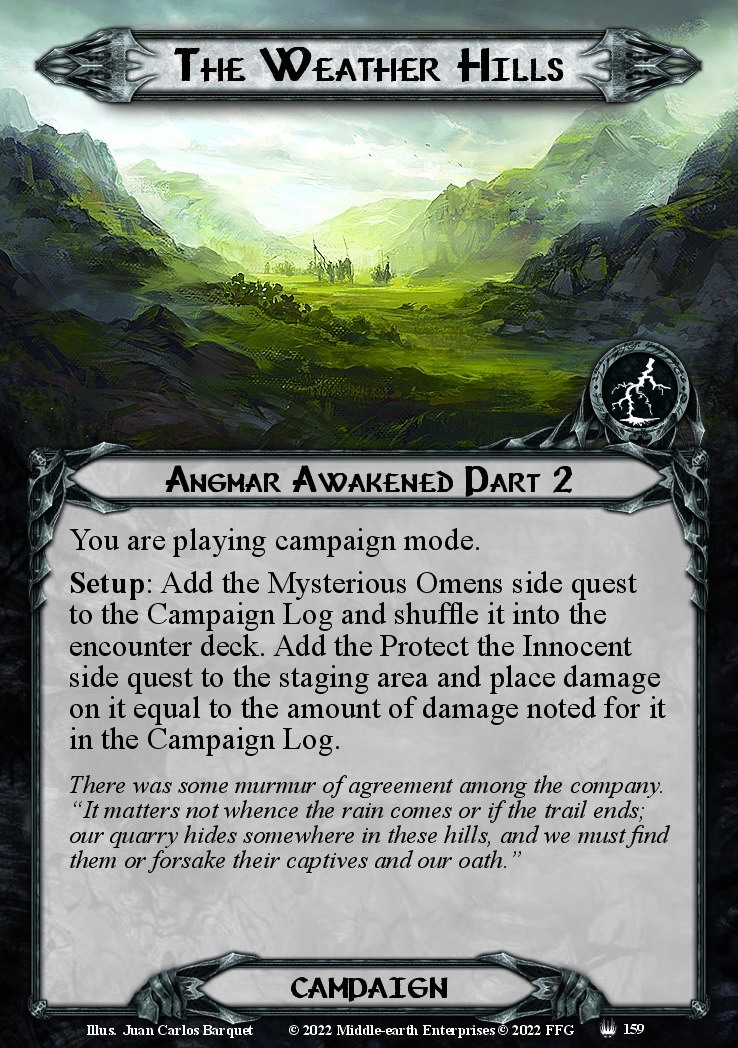 The Weather Hills
Angmar Awakened Part 2
You are playing campaign mode.
Setup: Add the Mysterious Omens side quest
to the Campaign Log and shuffle it into the
encounter deck. Add the Protect the Innocent
side quest to the staging area and place damage
on it equal to the amount of damage noted for it
in the Campaign Log.
There was some murmur of agreement among the company.
“It matters not whence the rain comes or if the trail ends;
our quarry hides somewhere in these hills, and we must find
them or forsake their captives and our oath.”
CAMPAIGN
Illus. Juan Carlos Barquet © 2022 Middle-earth Enterprises © 2022 FFG 159